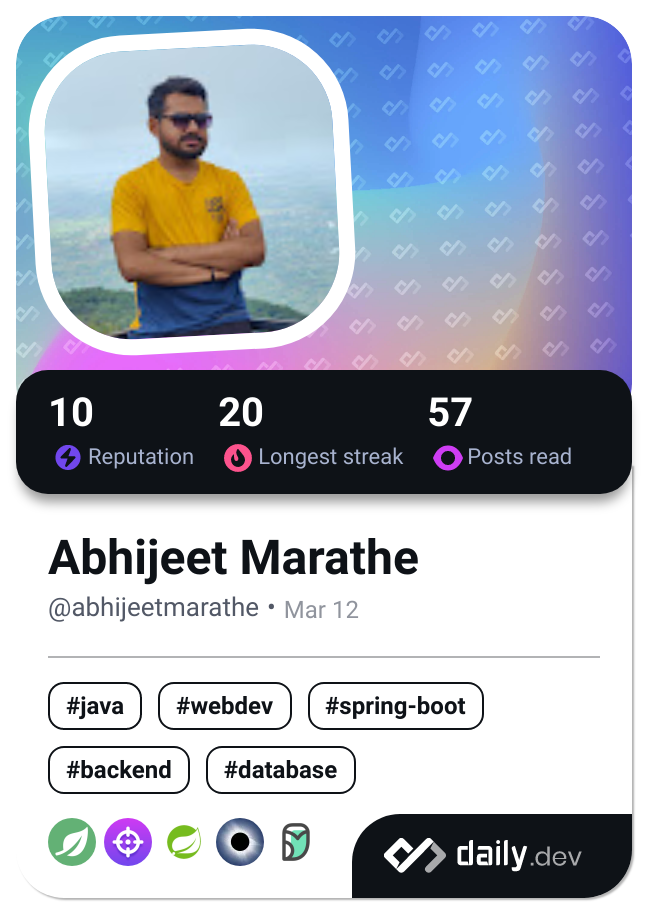 10 20 57
Reputation Longest streak Posts read
Abhijeet Marathe
@abhijeetmarathe • Mar 12
#java #webdev #spring-boot
#backend #database
daily.dev